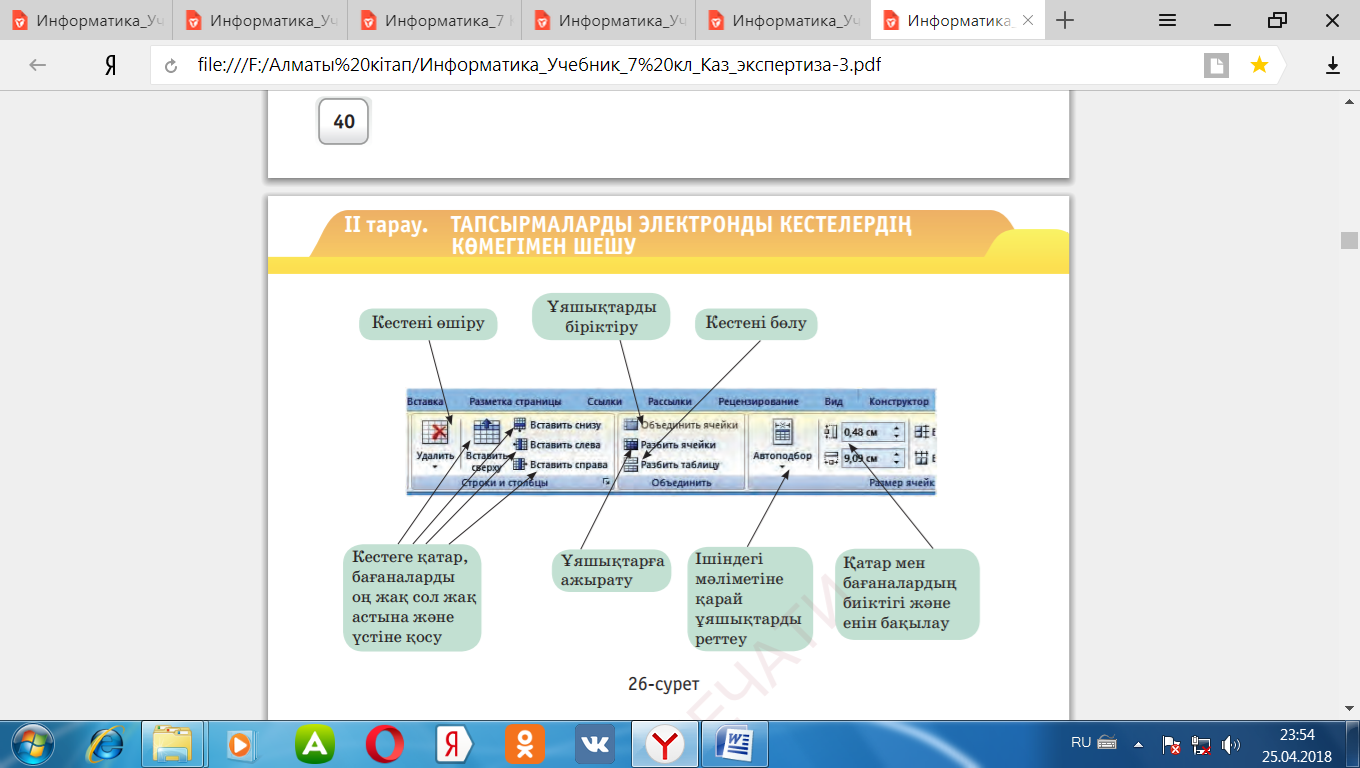 Информатика_Уч
Информатика_Уч
Информатика_7
Информатика_Уч
Информатика_Уч
Информатика_
Я
file:///F:/Алматы%20кітап/Информатика_Учебник_7%20кл_Каз_экспертиза-3.pdf
40
II тарау. ТАПСЫРМАЛАРДЫ ЭЛЕКТРОНДЫ КЕСТЕЛЕРДІҢ
КӨМЕГІМЕН ШЕШУ
Кестені өшіру
Ұяшықтарды
біріктіру
Кестені бөлу
Вставка Разметка страницы Ссылки Рассылки Рецензирование Вид Конструктор
Удалить
Вставить
сверху
Вставить снизу
Вставить слева
Вставить справа
Строки и столбцы
Объединить ячейки
Разбить ячейки
Разбить таблицу
Объединить
Автоподбор
0,48 см
9,09 см
Размер ячейк
Кестеге қатар,
бағаналарды
оң жақ сол жақ
астына және
үстіне қосу
Ұяшықтарға
ажырату
Ішіндегі
мәліметіне
қарай
ұяшықтарды
реттеу
Қатар мен
бағаналардың
биіктігі және
енін бақылау
ЕЧАТИ
26-сурет
RU
23:54
25.04.2018